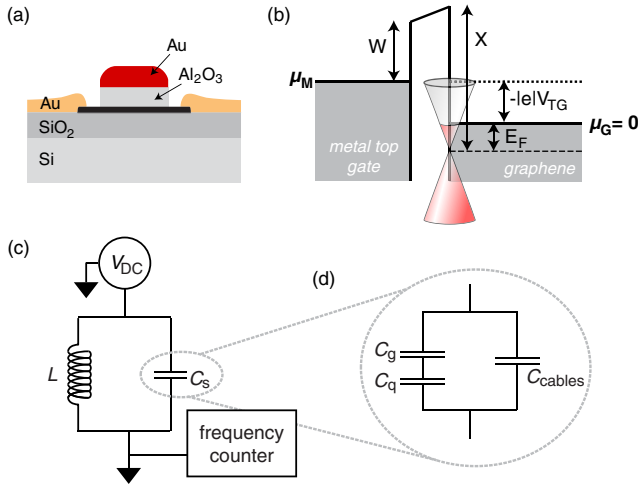 (a)
Au
Al₂O₃
Au
SiO₂
Si
(b)
W
X
μM
-|e|VTG
μG= 0
EF
metal top
gate
graphene
(c)
VDC
L
Cs
frequency
counter
(d)
Cg
Cq
Ccables